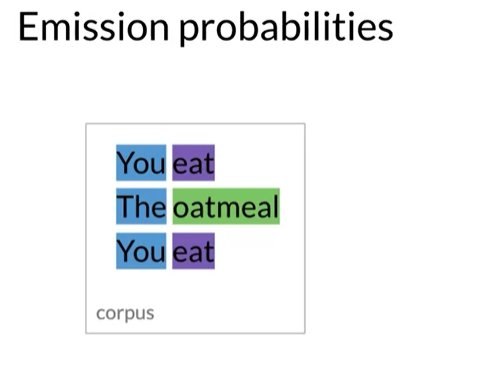 Emission probabilities
You eat
The oatmeal
You eat
corpus